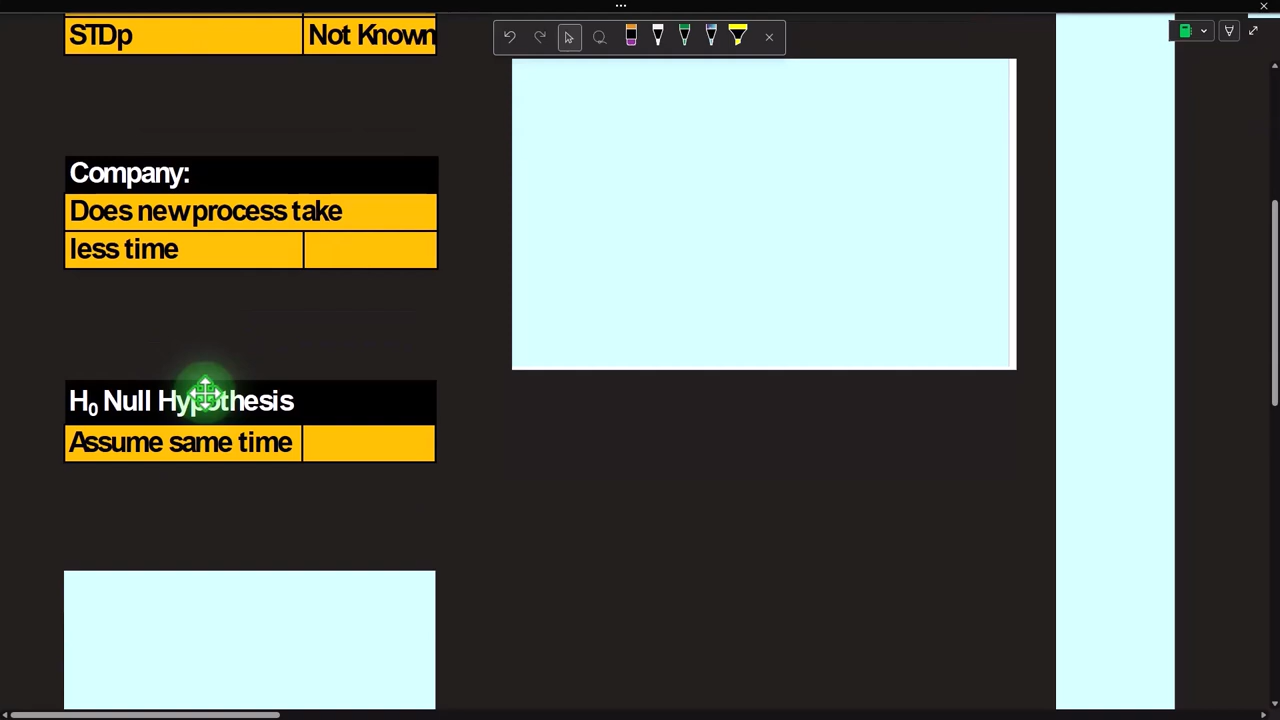 STDp Not Known
Company:
Does new process take
less time
H₀ Null Hypothesis
Assume same time